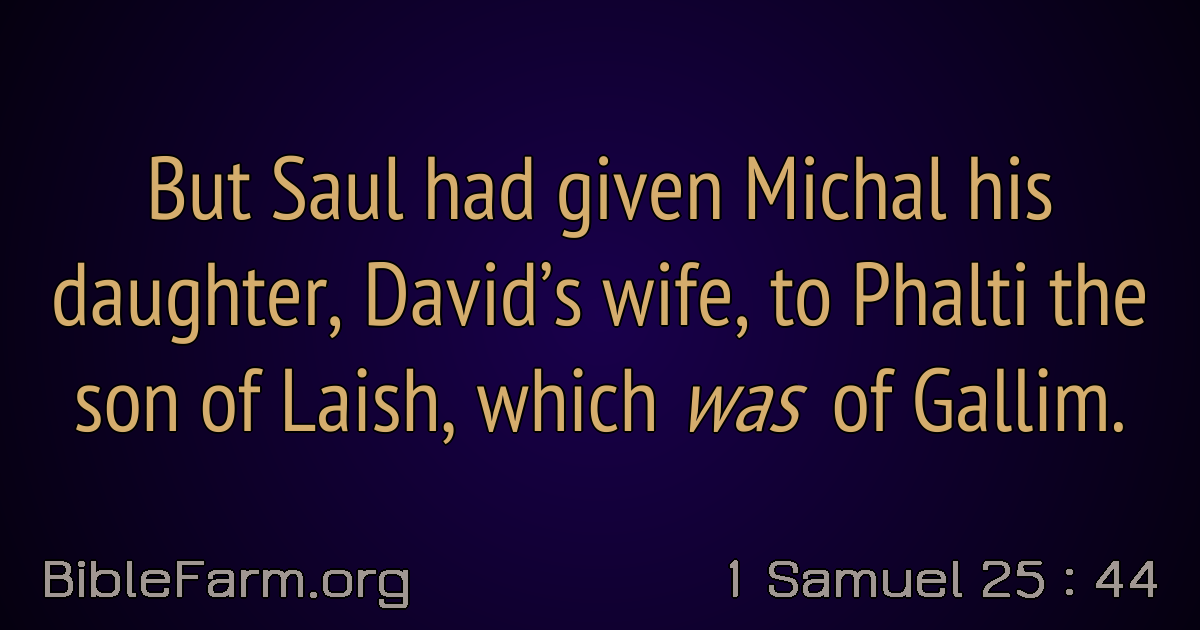 But Saul had given Michal his
daughter, David’s wife, to Phalti the
son of Laish, which was of Gallim.
BibleFarm.org
1 Samuel 25 : 44